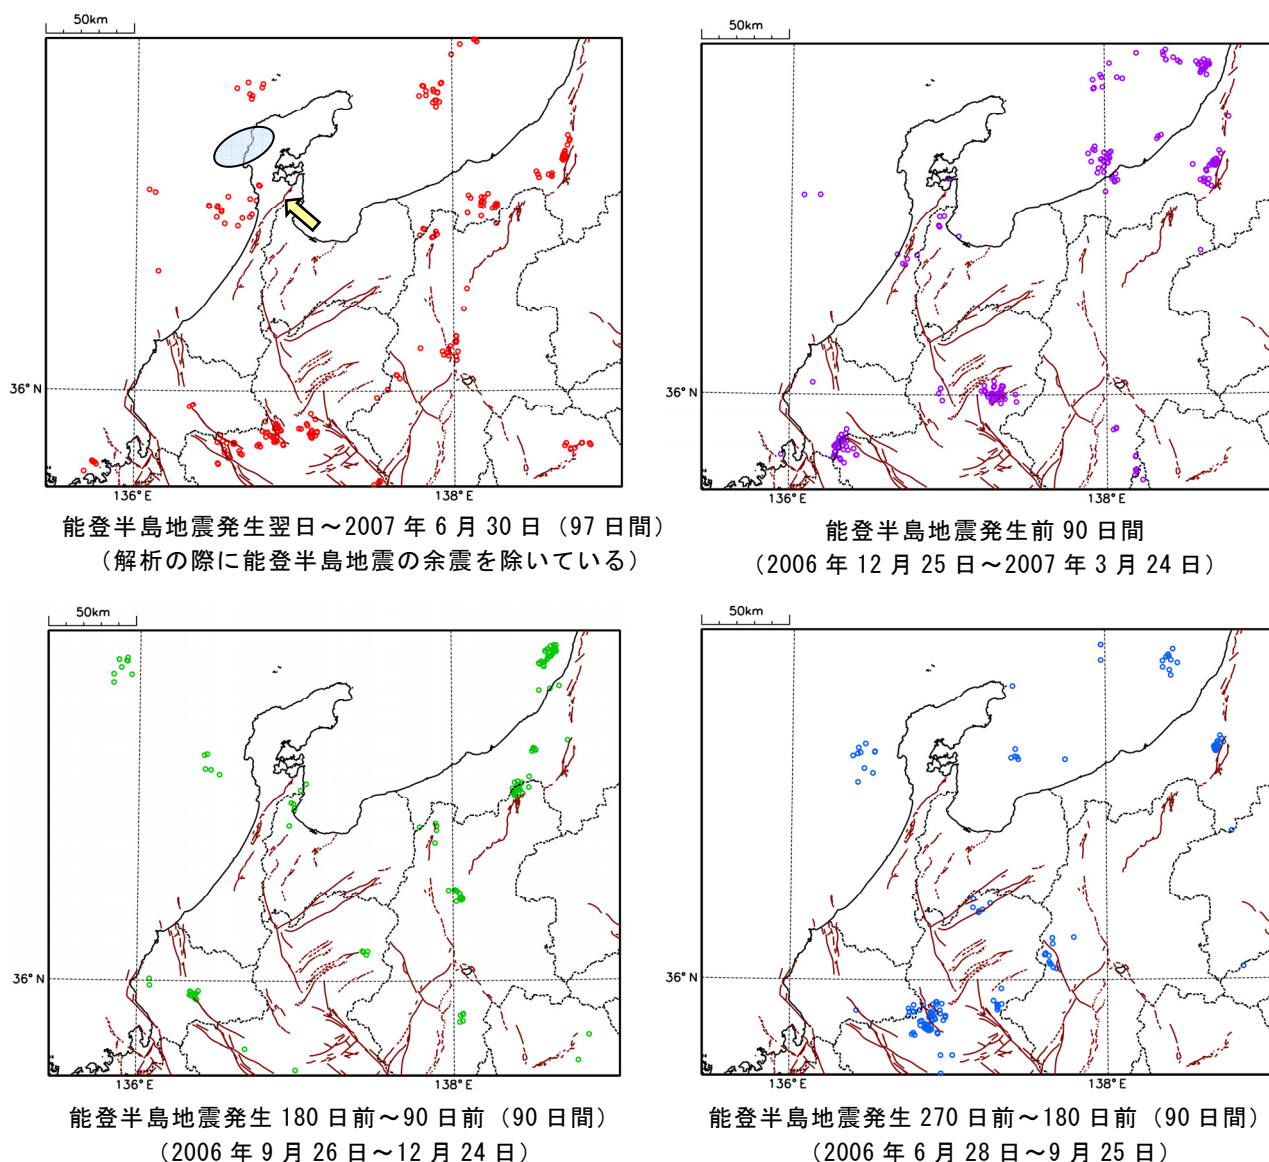 50km
50km
36°N
36°N
136°E
138°E
136°E
138°E
能登半島地震発生翌日～2007年6月30日（97日間）
（解析の際に能登半島地震の余震を除いている）
能登半島地震発生前90日間
（2006年12月25日～2007年3月24日）
50km
50km
36°N
36°N
136°E
138°E
136°E
138°E
能登半島地震発生180日前～90日前（90日間）
（2006年9月26日～12月24日）
能登半島地震発生270日前～180日前（90日間）
（2006年6月28日～9月25日）